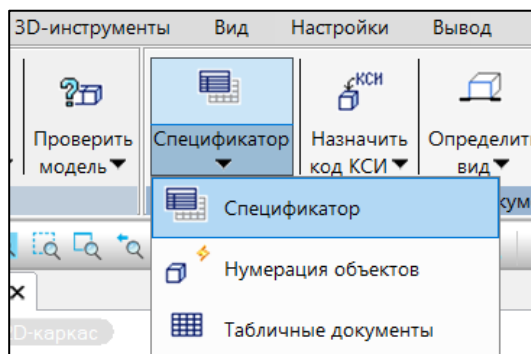 3D-инструменты Вид Настройки Вывод
КСИ
Проверить Спецификатор Назначить Определить
модель код КСИ вид
Спецификатор
кум
Нумерация объектов
D-каркас
Табличные документы